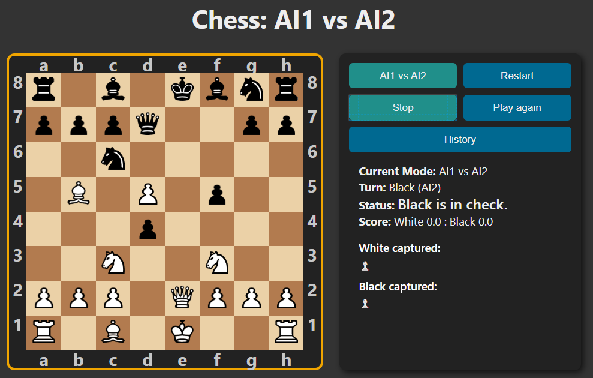 Chess: AI1 vs AI2
a b c d e f g h
8 8
7 7
6 6
5 5
4 4
3 3
2 2
1 1
a b c d e f g h
AI1 vs AI2 Restart
Stop Play again
History
Current Mode: AI1 vs AI2
Turn: Black (AI2)
Status: Black is in check.
Score: White 0.0 : Black 0.0
White captured:
Black captured: